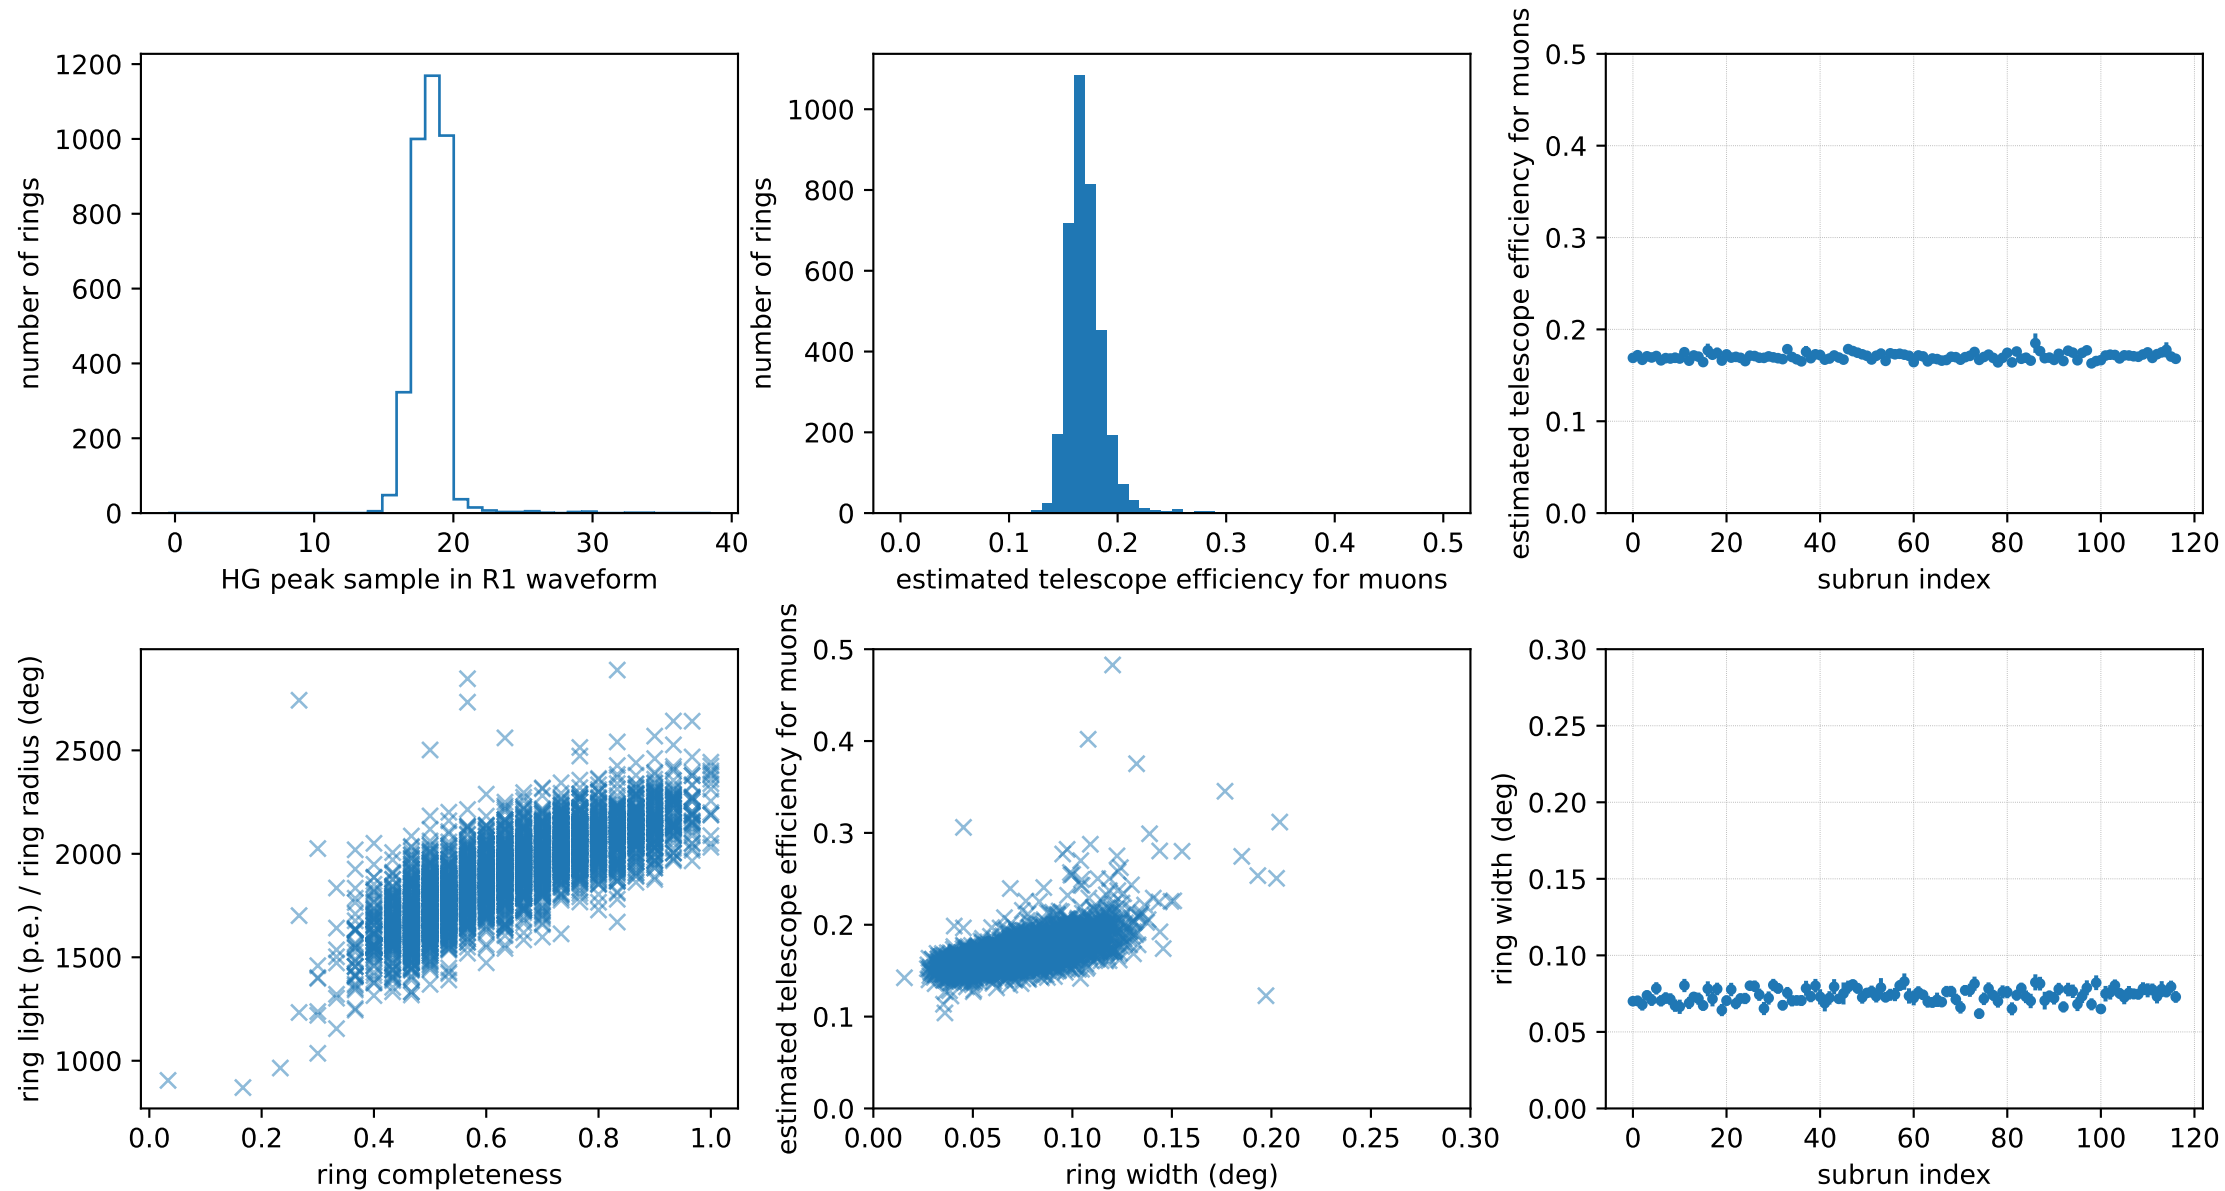 1200
1000
800
600
400
200
0
number of rings
0 10 20 30 40
HG peak sample in R1 waveform
1000
800
600
400
200
0
number of rings
0.0 0.1 0.2 0.3 0.4 0.5
estimated telescope efficiency for muons
0.5
0.4
0.3
0.2
0.1
0.0
estimated telescope efficiency for muons
0 20 40 60 80 100 120
subrun index
2500
2000
1500
1000
ring light (p.e.) / ring radius (deg)
0.0 0.2 0.4 0.6 0.8 1.0
ring completeness
0.5
0.4
0.3
0.2
0.1
0.0
estimated telescope efficiency for muons
0.00 0.05 0.10 0.15 0.20 0.25 0.30
ring width (deg)
0.30
0.25
0.20
0.15
0.10
0.05
0.00
ring width (deg)
0 20 40 60 80 100 120
subrun index